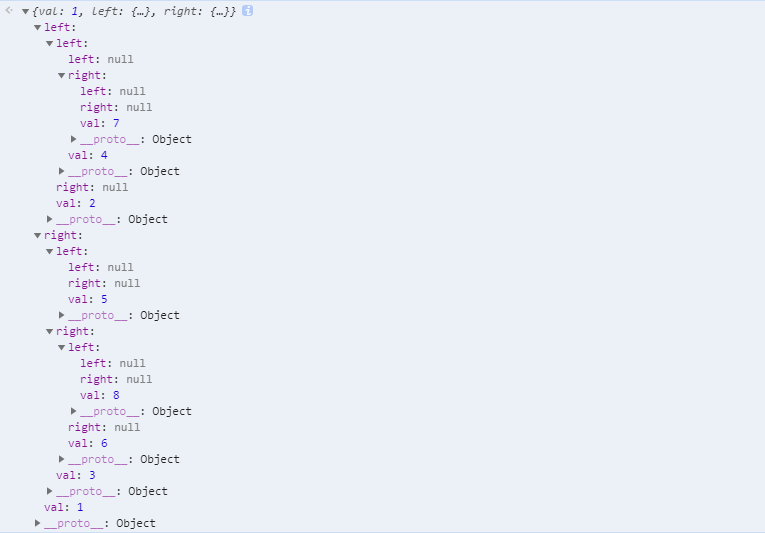 {val: 1, left: {…}, right: {…}} i
left:
left:
left: null
right:
left: null
right: null
val: 7
__proto__: Object
val: 4
__proto__: Object
right: null
val: 2
__proto__: Object
right:
left:
left: null
right: null
val: 5
__proto__: Object
right:
left:
left: null
right: null
val: 8
__proto__: Object
right: null
val: 6
__proto__: Object
val: 3
__proto__: Object
val: 1
__proto__: Object